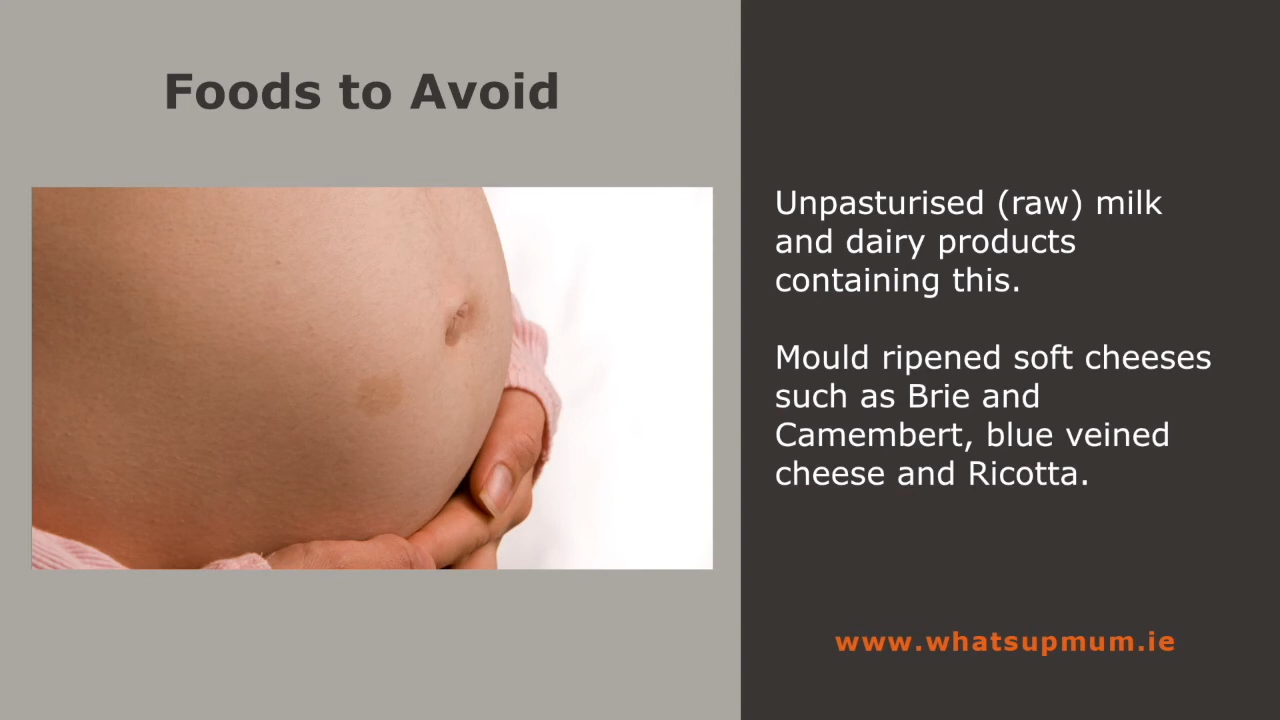 Foods to Avoid
Unpasturised (raw) milk
and dairy products
containing this.
Mould ripened soft cheeses
such as Brie and
Camembert, blue veined
cheese and Ricotta.
www.whatsupmum.ie